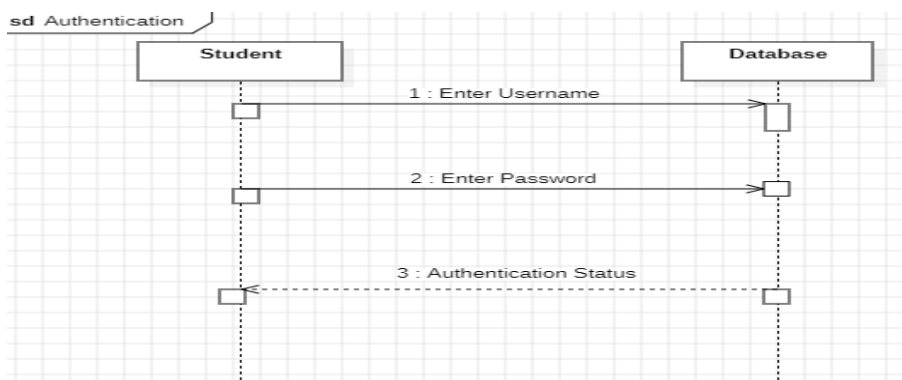 sd Authentication
Student
Database
1 : Enter Username
2 : Enter Password
3 : Authentication Status